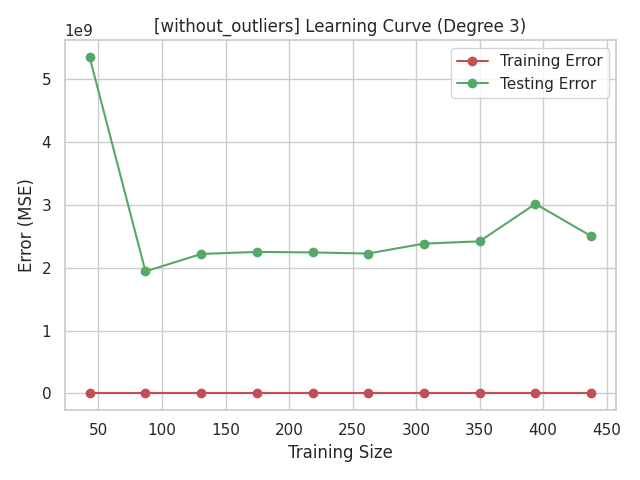 [without_outliers] Learning Curve (Degree 3)
1e9
Training Error
Testing Error
5
4
3
2
1
0
Error (MSE)
50 100 150 200 250 300 350 400 450
Training Size